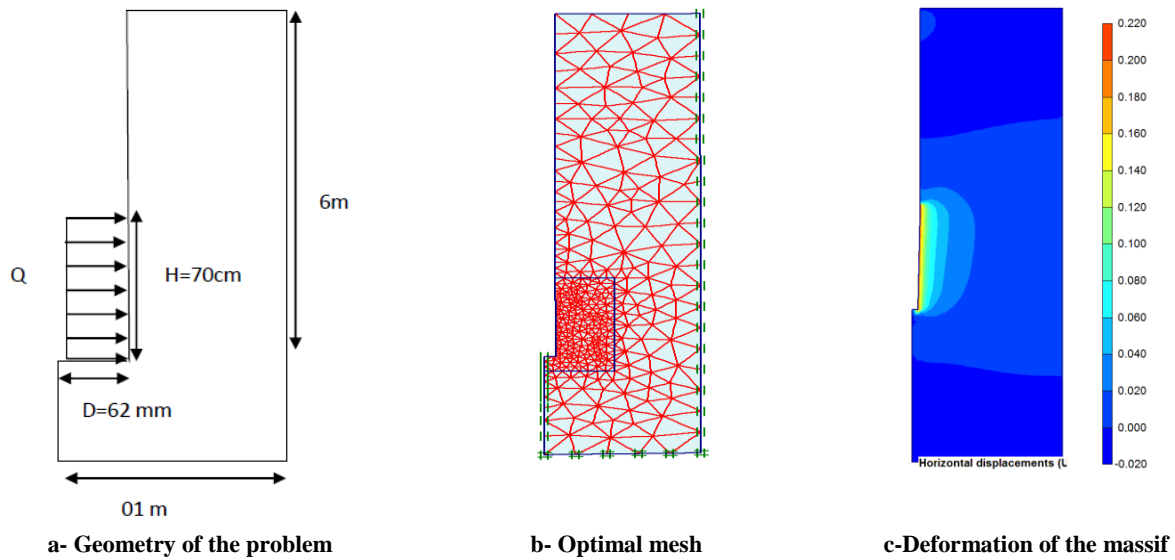 Q
H=70cm
6m
D=62 mm
01 m
a- Geometry of the problem
b- Optimal mesh
0.220
0.200
0.180
0.160
0.140
0.120
0.100
0.080
0.060
0.040
0.020
0.000
-0.020
Horizontal displacements (U
c-Deformation of the massif